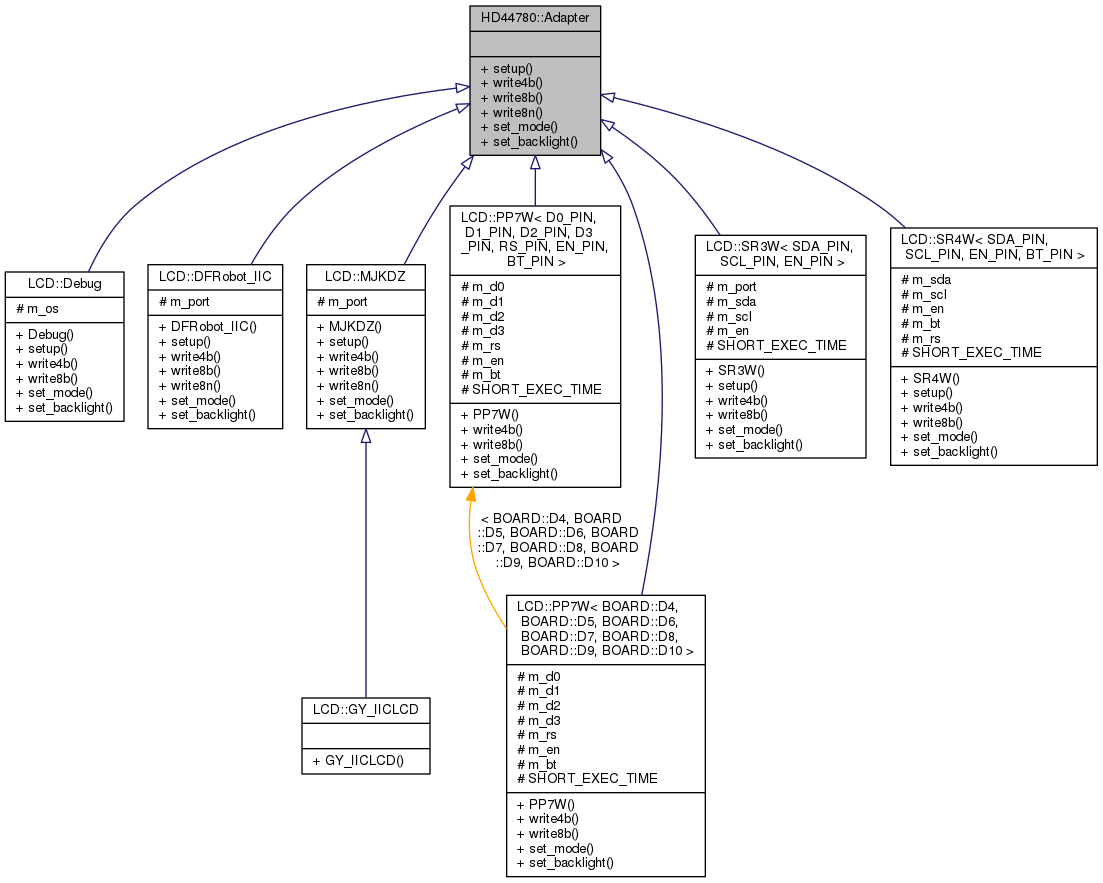 HD44780::Adapter
+ setup()
+ write4b()
+ write8b()
+ write8n()
+ set_mode()
+ set_backlight()
LCD::Debug
# m_os
+ Debug()
+ setup()
+ write4b()
+ write8b()
+ set_mode()
+ set_backlight()
LCD::DFRobot_IIC
# m_port
+ DFRobot_IIC()
+ setup()
+ write4b()
+ write8b()
+ write8n()
+ set_mode()
+ set_backlight()
LCD::MJKDZ
# m_port
+ MJKDZ()
+ setup()
+ write4b()
+ write8b()
+ write8n()
+ set_mode()
+ set_backlight()
LCD::PP7W< D0_PIN,
D1_PIN, D2_PIN, D3
_PIN, RS_PIN, EN_PIN,
BT_PIN >
# m_d0
# m_d1
# m_d2
# m_d3
# m_rs
# m_en
# m_bt
# SHORT_EXEC_TIME
+ PP7W()
+ write4b()
+ write8b()
+ set_mode()
+ set_backlight()
LCD::SR3W< SDA_PIN,
SCL_PIN, EN_PIN >
# m_port
# m_sda
# m_scl
# m_en
# SHORT_EXEC_TIME
+ SR3W()
+ setup()
+ write4b()
+ write8b()
+ set_mode()
+ set_backlight()
LCD::SR4W< SDA_PIN,
SCL_PIN, EN_PIN, BT_PIN >
# m_sda
# m_scl
# m_en
# m_bt
# m_rs
# SHORT_EXEC_TIME
+ SR4W()
+ setup()
+ write4b()
+ write8b()
+ set_mode()
+ set_backlight()
< BOARD::D4, BOARD
::D5, BOARD::D6, BOARD
::D7, BOARD::D8, BOARD
::D9, BOARD::D10 >
LCD::GY_IICLCD
+ GY_IICLCD()
LCD::PP7W< BOARD::D4,
BOARD::D5, BOARD::D6,
BOARD::D7, BOARD::D8,
BOARD::D9, BOARD::D10 >
# m_d0
# m_d1
# m_d2
# m_d3
# m_rs
# m_en
# m_bt
# SHORT_EXEC_TIME
+ PP7W()
+ write4b()
+ write8b()
+ set_mode()
+ set_backlight()